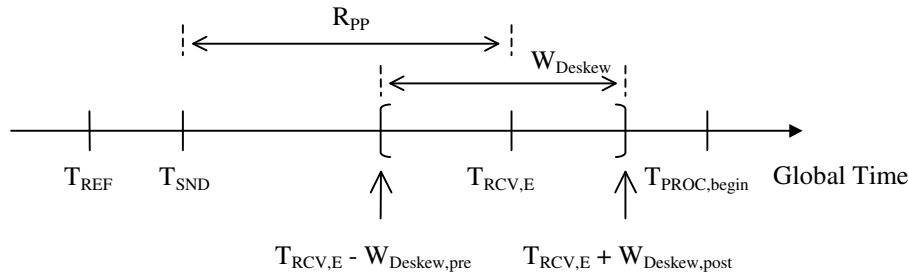 R_PP
W_Deskew
T_REF T_SND T_RCV,E T_PROC,begin Global Time
T_RCV,E - W_Deskew,pre T_RCV,E + W_Deskew,post